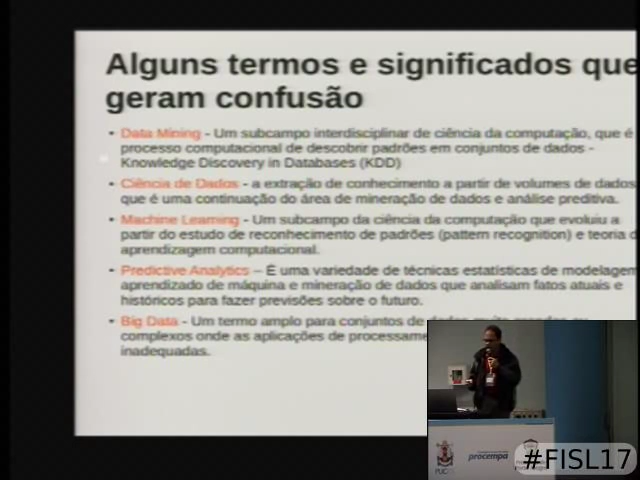 Alguns termos e significados que
geram confusão
• Data Mining - Um subcampo interdisciplinar de ciência da computação, que é
processo computacional de descobrir padrões em conjuntos de dados -
Knowledge Discovery in Databases (KDD)
• Ciência de Dados - a extração de conhecimento a partir de volumes de dados
que é uma continuação do área de mineração de dados e análise preditiva.
• Machine Learning - Um subcampo da ciência da computação que evoluiu a
partir do estudo de reconhecimento de padrões (pattern recognition) e teoria d
aprendizagem computacional.
• Predictive Analytics – É uma variedade de técnicas estatísticas de modelagem
aprendizado de máquina e mineração de dados que analisam fatos atuais e
históricos para fazer previsões sobre o futuro.
• Big Data - Um termo amplo para conjuntos de dados muito grandes ou
complexos onde as aplicações de processame
inadequadas.
procempa
#FISL17